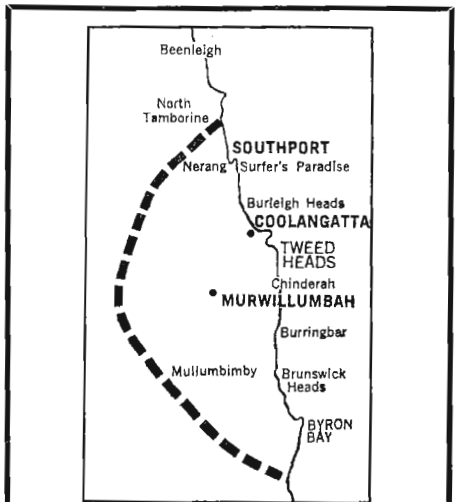 Beenleigh
North
Tamborine
SOUTHPORT
Nerang Surfer's Paradise
Burleigh Heads
COOLANGATTA
TWEED
HEADS
Chinderah
MURWILLUMBAH
Burringbar
Mullumbimby
Brunswick
Heads
BYRON
BAY